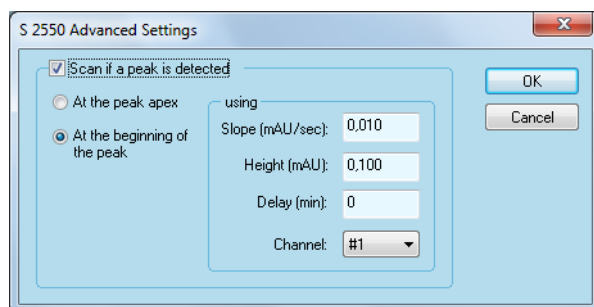 S 2550 Advanced Settings
Scan if a peak is detected
At the peak apex
At the beginning of
the peak
using
Slope (mAU/sec): 0,010
Height (mAU): 0,100
Delay (min): 0
Channel: #1
OK
Cancel